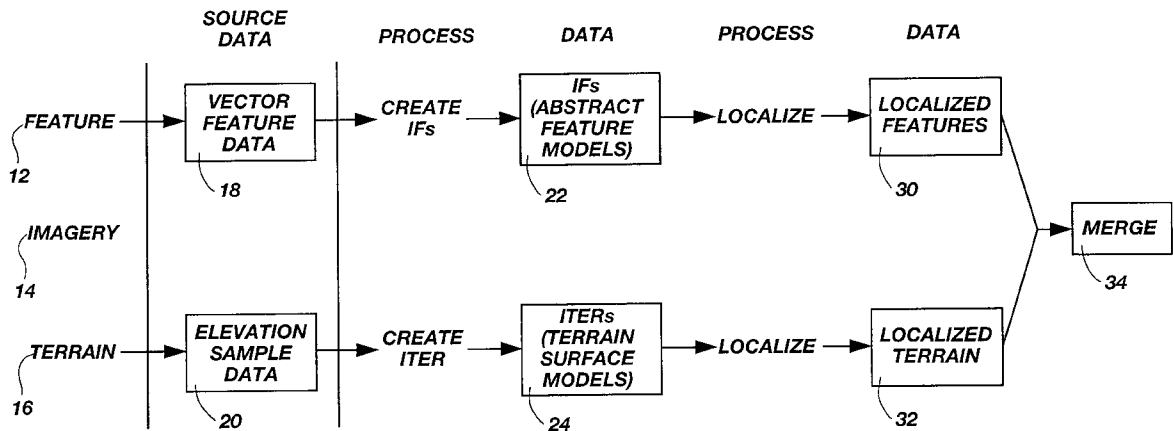 SOURCE
DATA
PROCESS
DATA
PROCESS
DATA
FEATURE
12
VECTOR
FEATURE
DATA
18
CREATE
IFs
IFs
(ABSTRACT
FEATURE
MODELS)
22
LOCALIZE
LOCALIZED
FEATURES
30
IMAGERY
14
MERGE
34
TERRAIN
16
ELEVATION
SAMPLE
DATA
20
CREATE
ITER
ITERs
(TERRAIN
SURFACE
MODELS)
24
LOCALIZE
LOCALIZED
TERRAIN
32